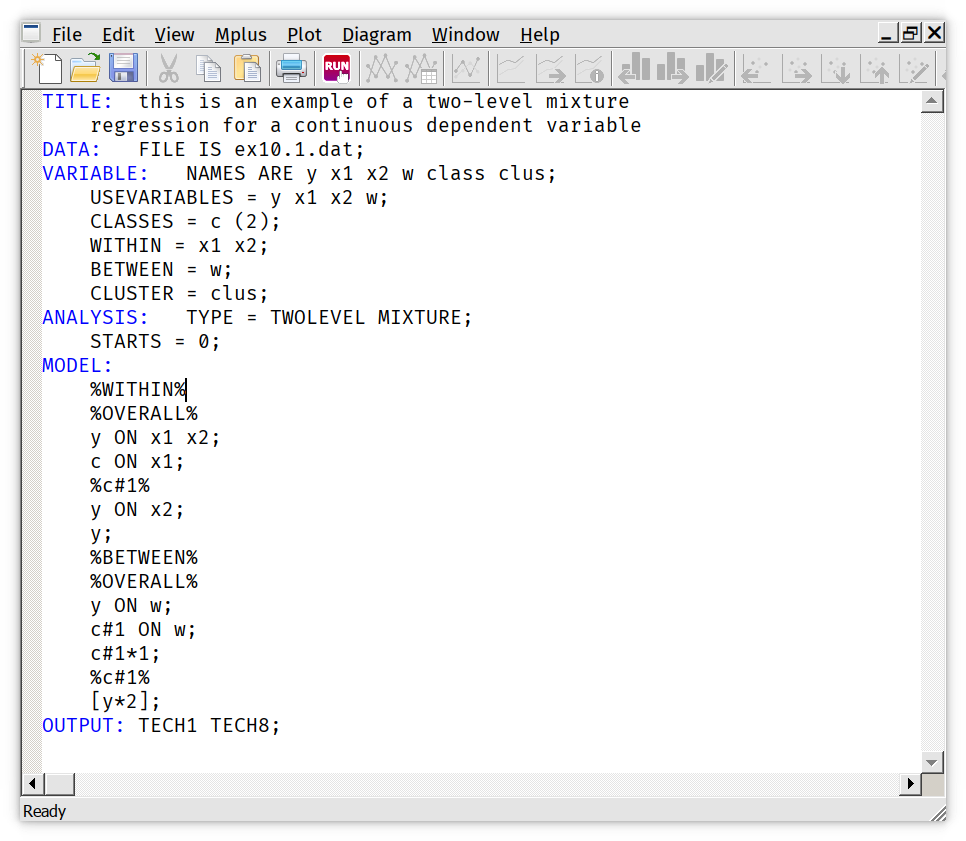 File Edit View Mplus Plot Diagram Window Help
RUN
TITLE: this is an example of a two-level mixture
regression for a continuous dependent variable
DATA: FILE IS ex10.1.dat;
VARIABLE: NAMES ARE y x1 x2 w class clus;
USEVARIABLES = y x1 x2 w;
CLASSES = c (2);
WITHIN = x1 x2;
BETWEEN = w;
CLUSTER = clus;
ANALYSIS: TYPE = TWOLEVEL MIXTURE;
STARTS = 0;
MODEL:
%WITHIN%
%OVERALL%
y ON x1 x2;
c ON x1;
%c#1%
y ON x2;
y;
%BETWEEN%
%OVERALL%
y ON w;
c#1 ON w;
c#1*1;
%c#1%
[y*2];
OUTPUT: TECH1 TECH8;
Ready